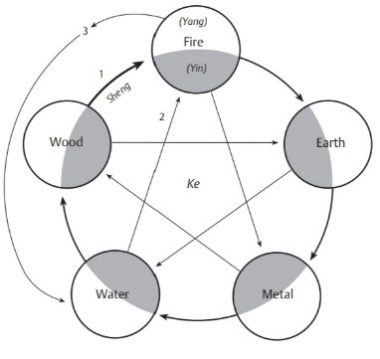 (Yang)
Fire
(Yin)
3
1
Sheng
2
Wood
Earth
Ke
Water
Metal